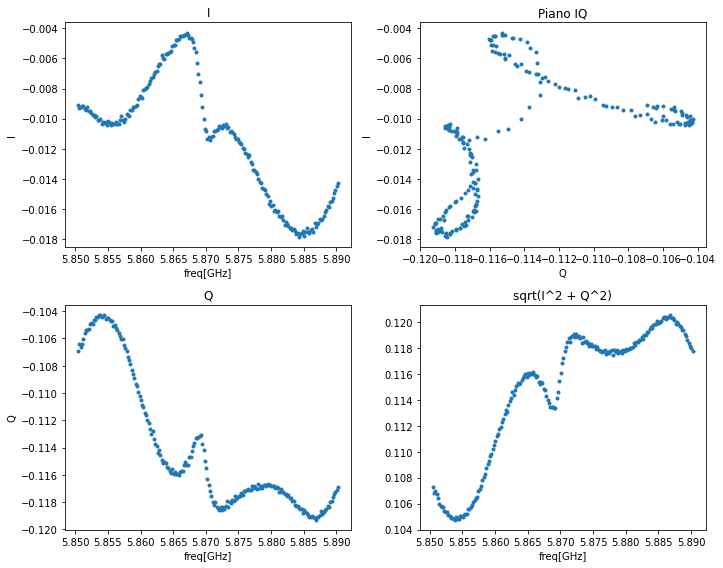 I
I
−0.004
−0.006
−0.008
−0.010
−0.012
−0.014
−0.016
−0.018
5.850 5.855 5.860 5.865 5.870 5.875 5.880 5.885 5.890
freq[GHz]
Piano IQ
I
−0.004
−0.006
−0.008
−0.010
−0.012
−0.014
−0.016
−0.018
−0.120 −0.118 −0.116 −0.114 −0.112 −0.110 −0.108 −0.106 −0.104
Q
Q
Q
−0.104
−0.106
−0.108
−0.110
−0.112
−0.114
−0.116
−0.118
−0.120
5.850 5.855 5.860 5.865 5.870 5.875 5.880 5.885 5.890
freq[GHz]
sqrt(I^2 + Q^2)
0.120
0.118
0.116
0.114
0.112
0.110
0.108
0.106
0.104
5.850 5.855 5.860 5.865 5.870 5.875 5.880 5.885 5.890
freq[GHz]